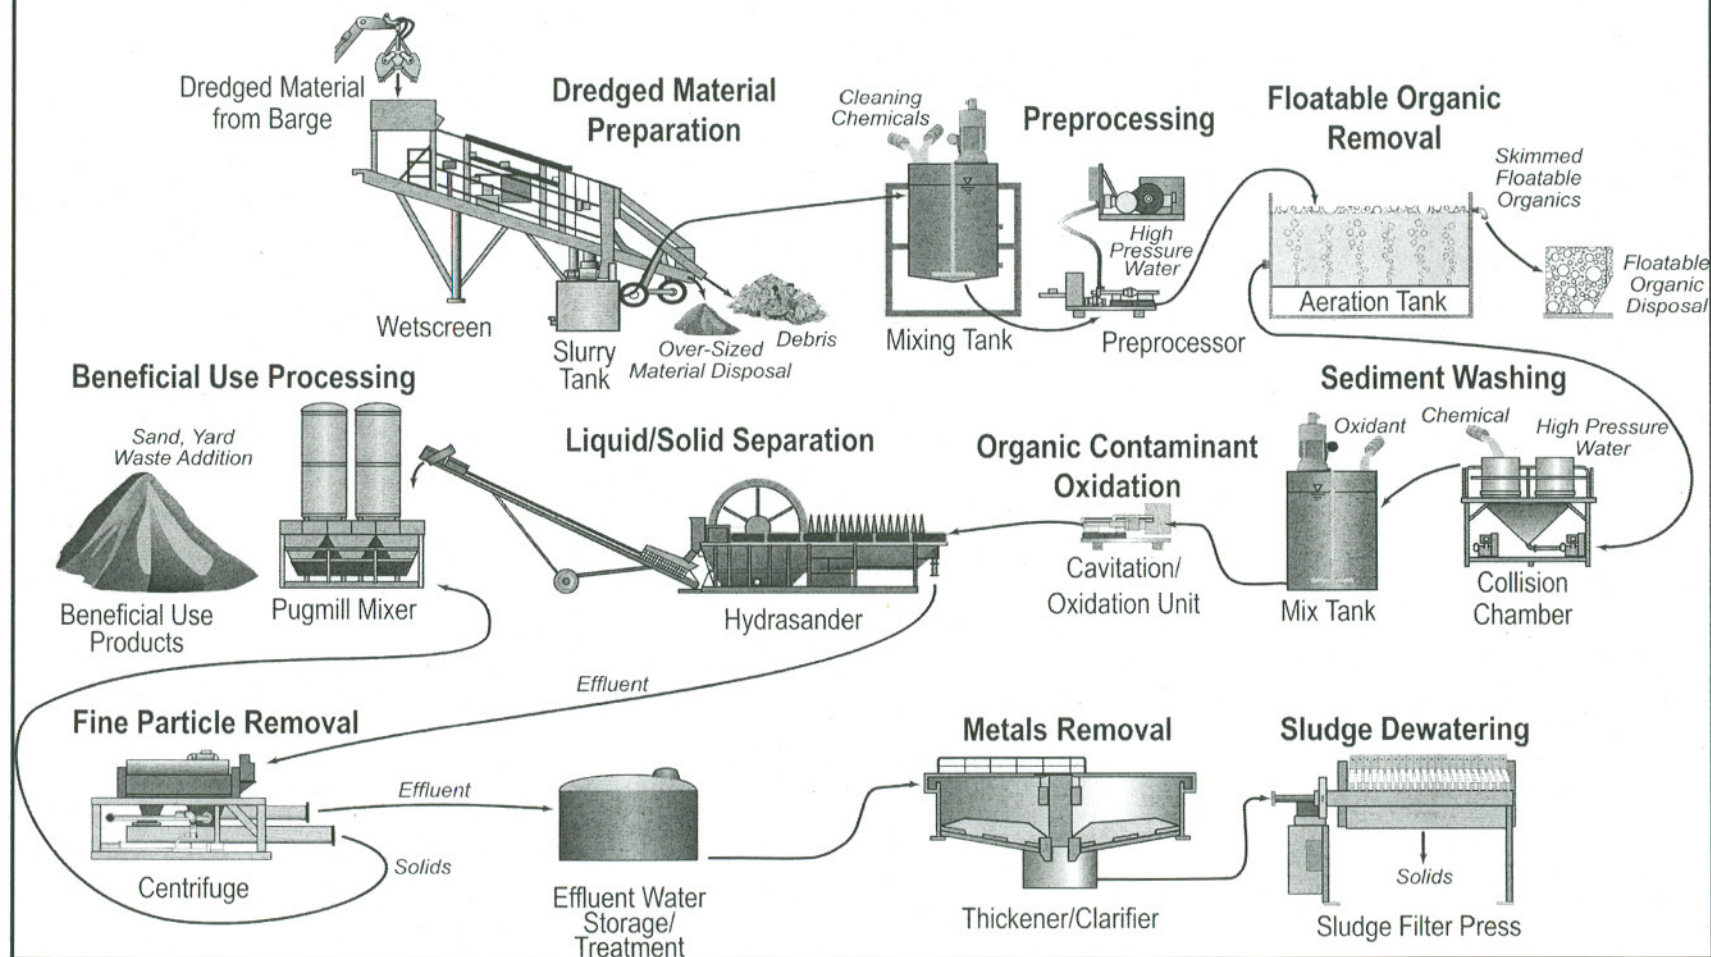 Dredged Material
from Barge
Dredged Material
Preparation
Wetscreen
Slurry
Tank
Over-Sized
Material Disposal
Debris
Cleaning
Chemicals
Mixing Tank
Preprocessing
High
Pressure
Water
Preprocessor
Floatable Organic
Removal
Skimmed
Floatable
Organics
Aeration Tank
Floatable
Organic
Disposal
Sediment Washing
Chemical
High Pressure
Water
Collision
Chamber
Oxidant
Mix Tank
Organic Contaminant
Oxidation
Cavitation/
Oxidation Unit
Liquid/Solid Separation
Hydrasander
Beneficial Use Processing
Sand, Yard
Waste Addition
Beneficial Use
Products
Pugmill Mixer
Effluent
Fine Particle Removal
Centrifuge
Effluent
Solids
Effluent Water
Storage/
Treatment
Metals Removal
Thickener/Clarifier
Sludge Dewatering
Solids
Sludge Filter Press